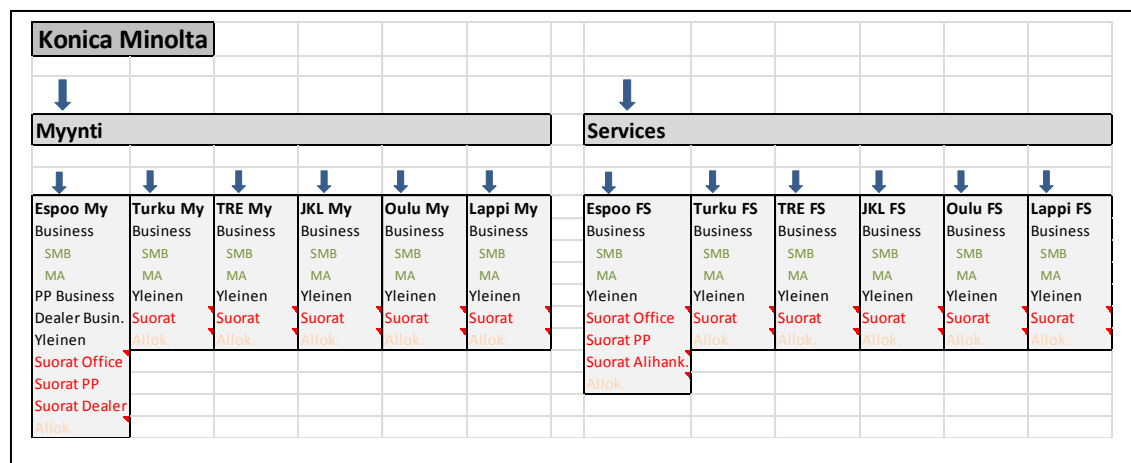 Konica Minolta
Myynti
Services
Espoo My
Business
SMB
MA
PP Business
Dealer Busin.
Yleinen
Suorat Office
Suorat PP
Suorat Dealer
Allok.
Turku My
Business
SMB
MA
Yleinen
Suorat
Allok.
TRE My
Business
SMB
MA
Yleinen
Suorat
Allok.
JKL My
Business
SMB
MA
Yleinen
Suorat
Allok.
Oulu My
Business
SMB
MA
Yleinen
Suorat
Allok.
Lappi My
Business
SMB
MA
Yleinen
Suorat
Allok.
Espoo FS
Business
SMB
MA
Yleinen
Suorat Office
Suorat PP
Suorat Alihank.
Allok.
Turku FS
Business
SMB
MA
Yleinen
Suorat
Allok.
TRE FS
Business
SMB
MA
Yleinen
Suorat
Allok.
JKL FS
Business
SMB
MA
Yleinen
Suorat
Allok.
Oulu FS
Business
SMB
MA
Yleinen
Suorat
Allok.
Lappi FS
Business
SMB
MA
Yleinen
Suorat
Allok.